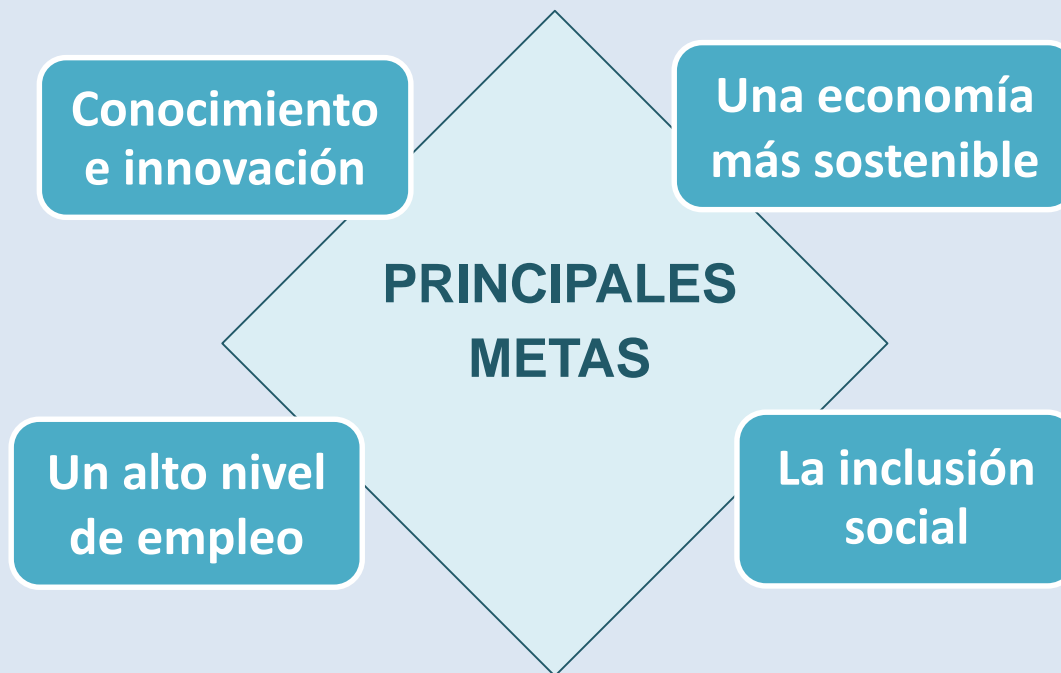 Conocimiento
e innovación
Una economía
más sostenible
PRINCIPALES
METAS
Un alto nivel
de empleo
La inclusión
social